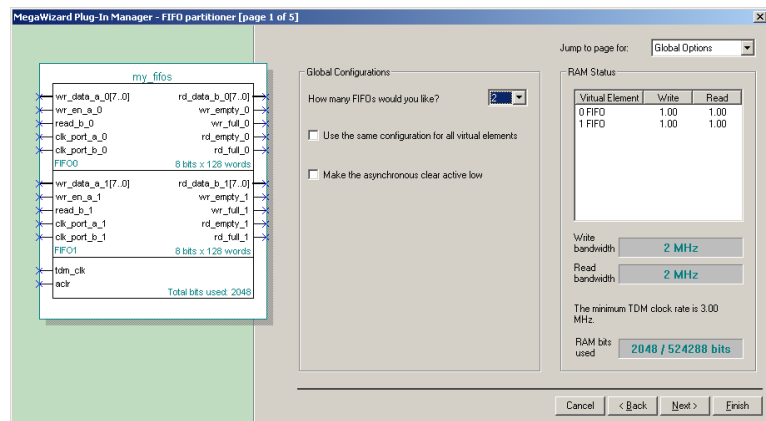 MegaWizard Plug-In Manager - FIFO partitioner [page 1 of 5]
Jump to page for: Global Options
my_fifos
wr_data_a_0[7..0] rd_data_b_0[7..0]
wr_en_a_0 wr_empty_0
read_b_0 wr_full_0
clk_port_a_0 rd_empty_0
clk_port_b_0 rd_full_0
FIFO0 8 bits x 128 words
wr_data_a_1[7..0] rd_data_b_1[7..0]
wr_en_a_1 wr_empty_1
read_b_1 wr_full_1
clk_port_a_1 rd_empty_1
clk_port_b_1 rd_full_1
FIFO1 8 bits x 128 words
tdm_clk
aclr
Total bits used: 2048
Global Configurations
How many FIFOs would you like? 2
Use the same configuration for all virtual elements
Make the asynchronous clear active low
RAM Status
Virtual Element Write Read
0 FIFO 1.00 1.00
1 FIFO 1.00 1.00
Write
bandwidth 2 MHz
Read
bandwidth 2 MHz
The minimum TDM clock rate is 3.00
MHz.
RAM bits
used 2048 / 524288 bits
Cancel < Back Next > Finish